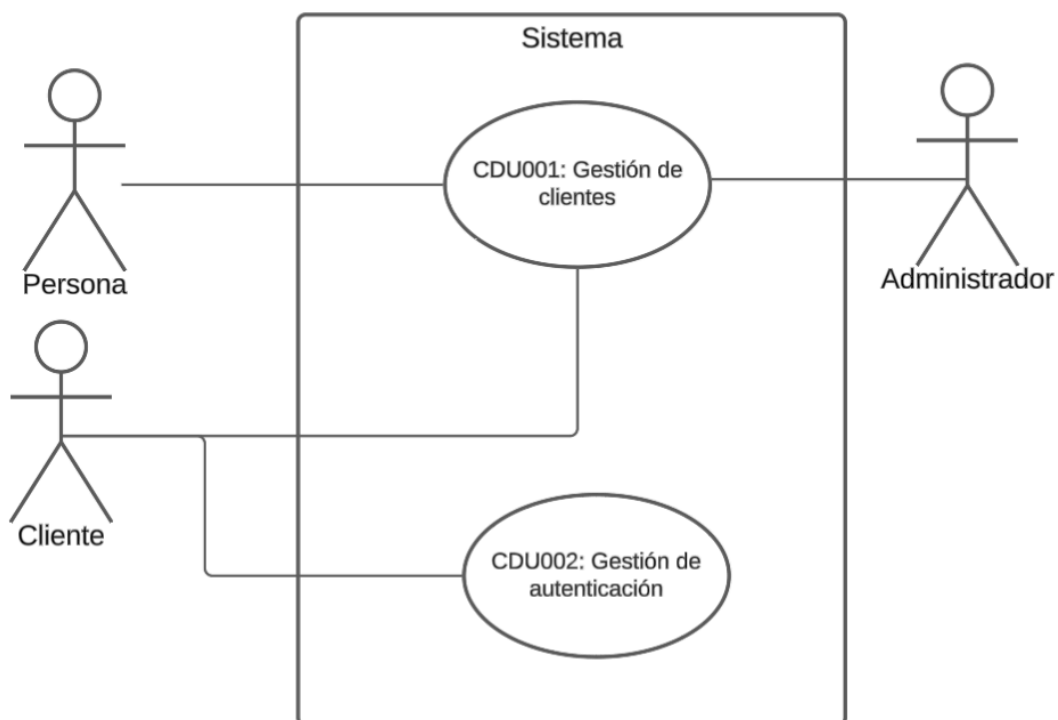 Sistema
CDU001: Gestión de
clientes
Persona
Administrador
Cliente
CDU002: Gestión de
autenticación